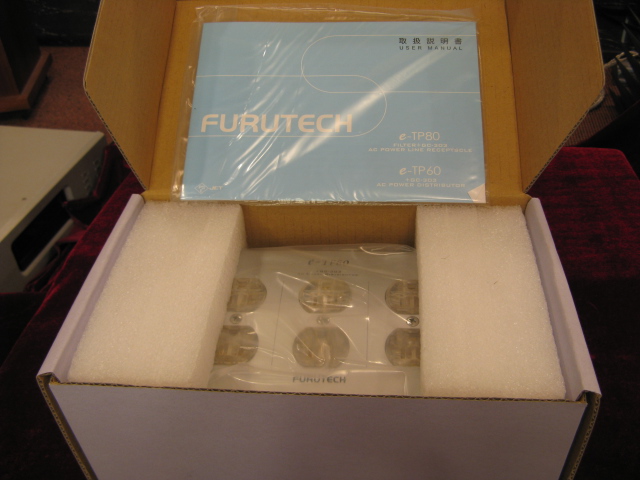 取扱説明書
USER MANUAL
FURUTECH
e-TP80
FILTERED 80X
AC POWER LINE RECEPTACLE
e-TP60
AC POWER DISTRIBUTOR
FURUTECH